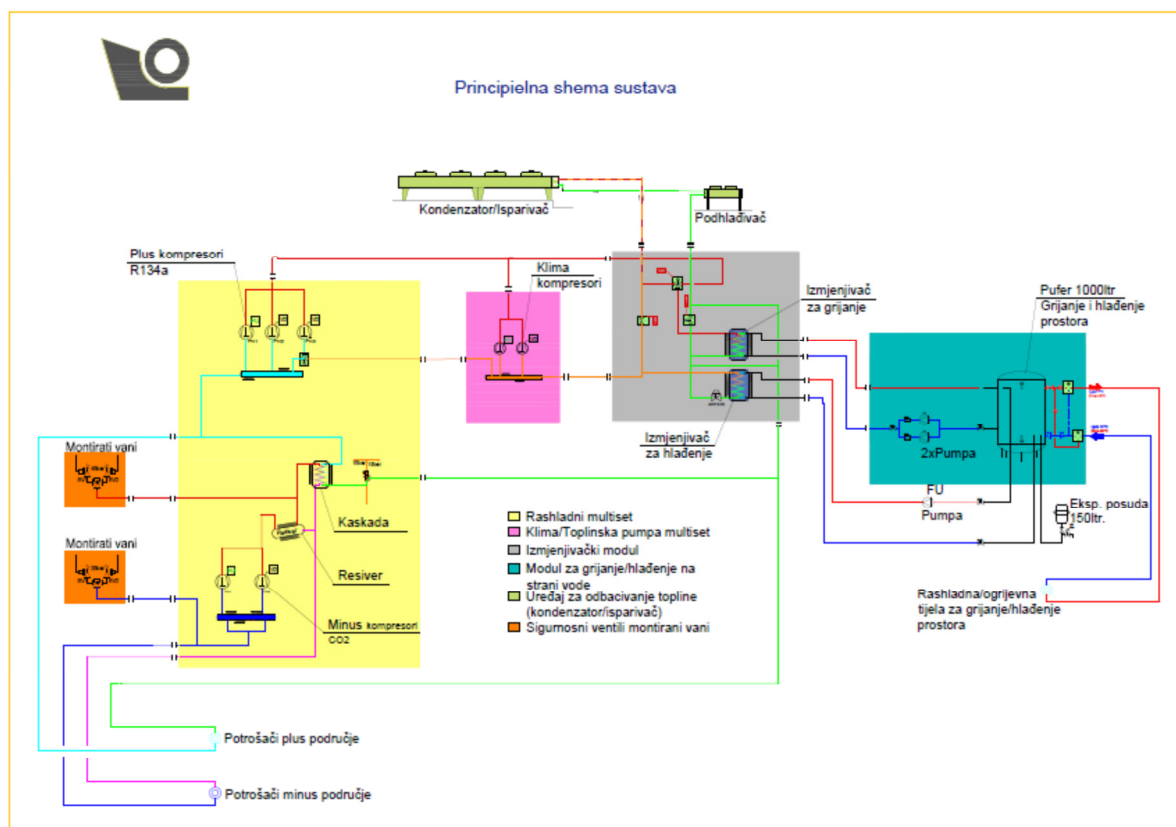 Principielna shema sustava
Kondenzator/Isparivač
Podhlađivač
Plus kompresori
R134a
Klima
kompresori
Izmjenjivač
za grijanje
Pufer 1000ltr
Grijanje i hlađenje
prostora
Montirati vani
Izmjenjivač
za hlađenje
2xPumpa
FU
Pumpa
Eksp. posuda
150ltr.
Kaskada
Montirati vani
Resiver
Minus kompresori
CO2
Rashladni multiset
Klima/Toplinska pumpa multiset
Izmjenjivački modul
Modul za grijanje/hlađenje na
strani vode
Uređaj za odbacivanje topline
(kondenzator/isparivač)
Sigurnosni ventili montirani vani
Rashladna/ogrijevna
tijela za grijanje/hlađenje
prostora
Potrošači plus područje
Potrošači minus područje